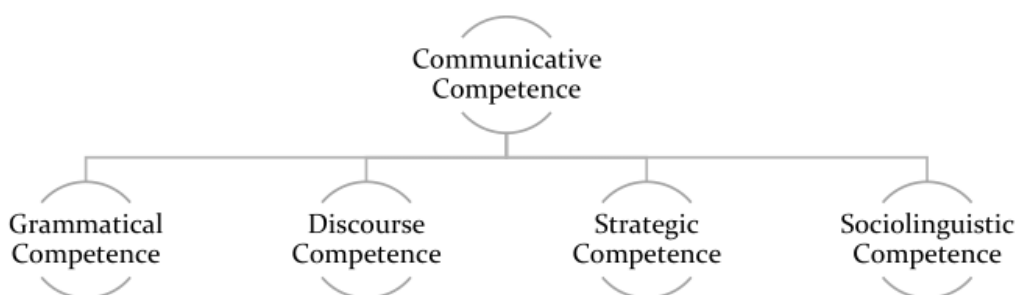 Communicative
Competence
Grammatical
Competence
Discourse
Competence
Strategic
Competence
Sociolinguistic
Competence